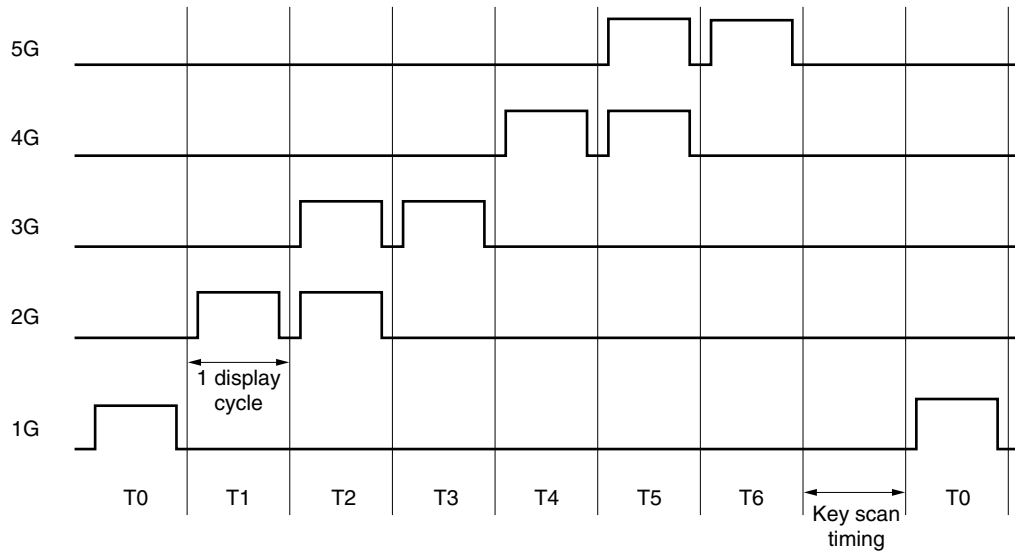 5G
4G
3G
2G
1 display
cycle
1G
T0 T1 T2 T3 T4 T5 T6 T0
Key scan
timing